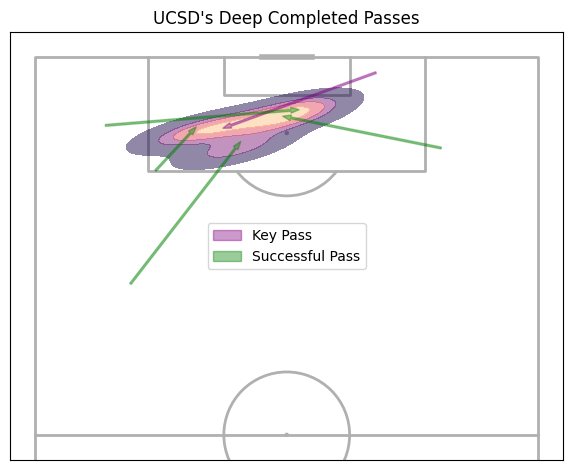 UCSD's Deep Completed Passes
Key Pass
Successful Pass